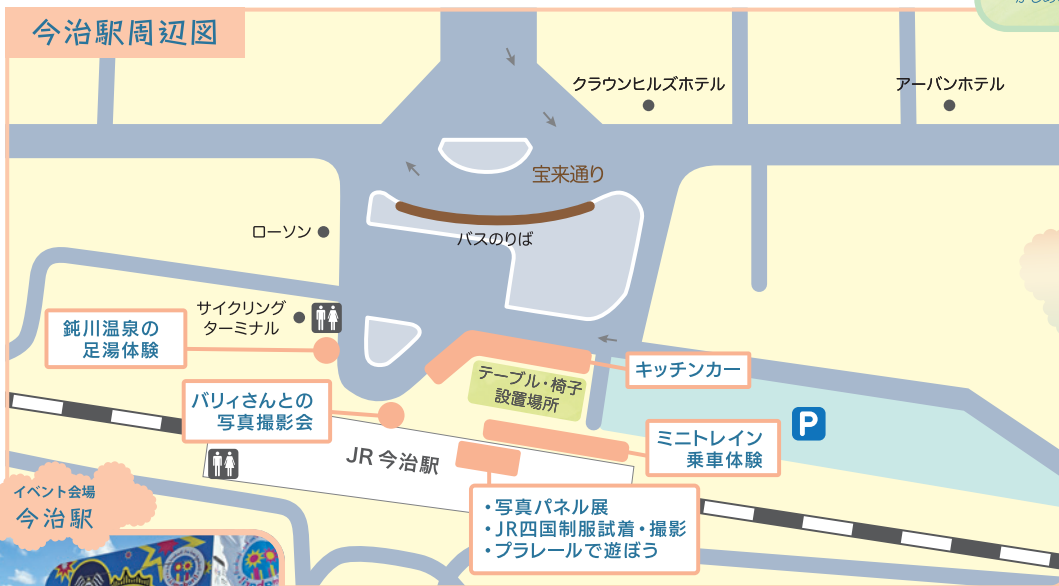 今治駅周辺図
クラウンヒルズホテル
アーバンホテル
宝来通り
バスのりば
ローソン
サイクリング
ターミナル
鈍川温泉の
足湯体験
キッチンカー
テーブル・椅子
設置場所
バリィさんとの
写真撮影会
P
ミニトレイン
乗車体験
JR 今治駅
・写真パネル展
・JR四国制服試着・撮影
・プラレールで遊ぼう
イベント会場
今治駅